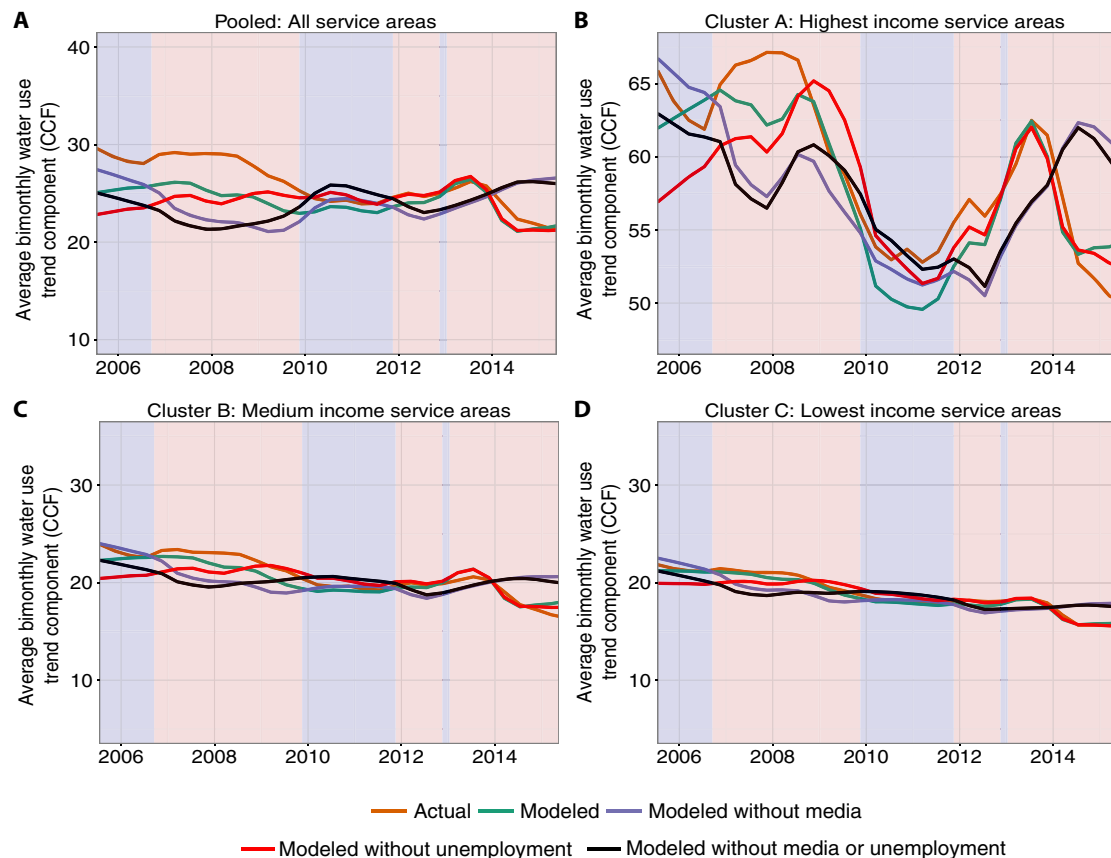 A
Pooled: All service areas
Average bimonthly water use
trend component (CCF)
40
30
20
10
2006 2008 2010 2012 2014
B
Cluster A: Highest income service areas
Average bimonthly water use
trend component (CCF)
65
60
55
50
2006 2008 2010 2012 2014
C
Cluster B: Medium income service areas
Average bimonthly water use
trend component (CCF)
30
20
10
2006 2008 2010 2012 2014
D
Cluster C: Lowest income service areas
Average bimonthly water use
trend component (CCF)
30
20
10
2006 2008 2010 2012 2014
Actual Modeled Modeled without media
Modeled without unemployment Modeled without media or unemployment